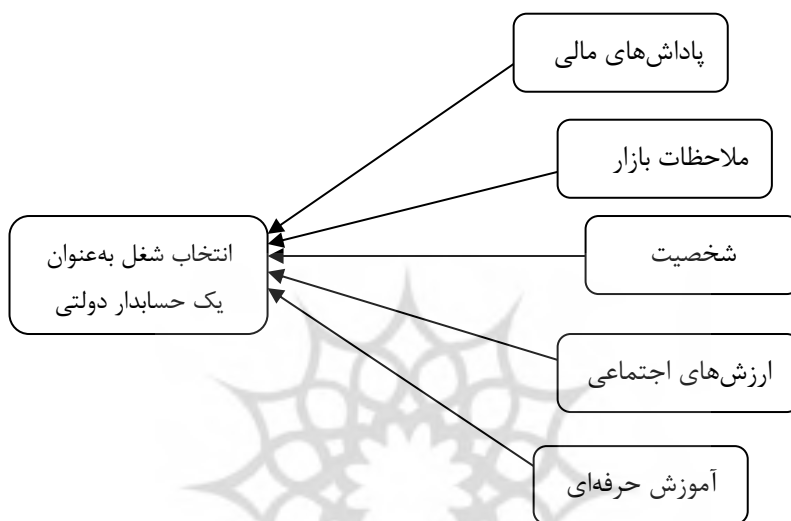 پاداش‌های مالی
ملاحظات بازار
شخصیت
انتخاب شغل به‌عنوان
یک حسابدار دولتی
ارزش‌های اجتماعی
آموزش حرفه‌ای